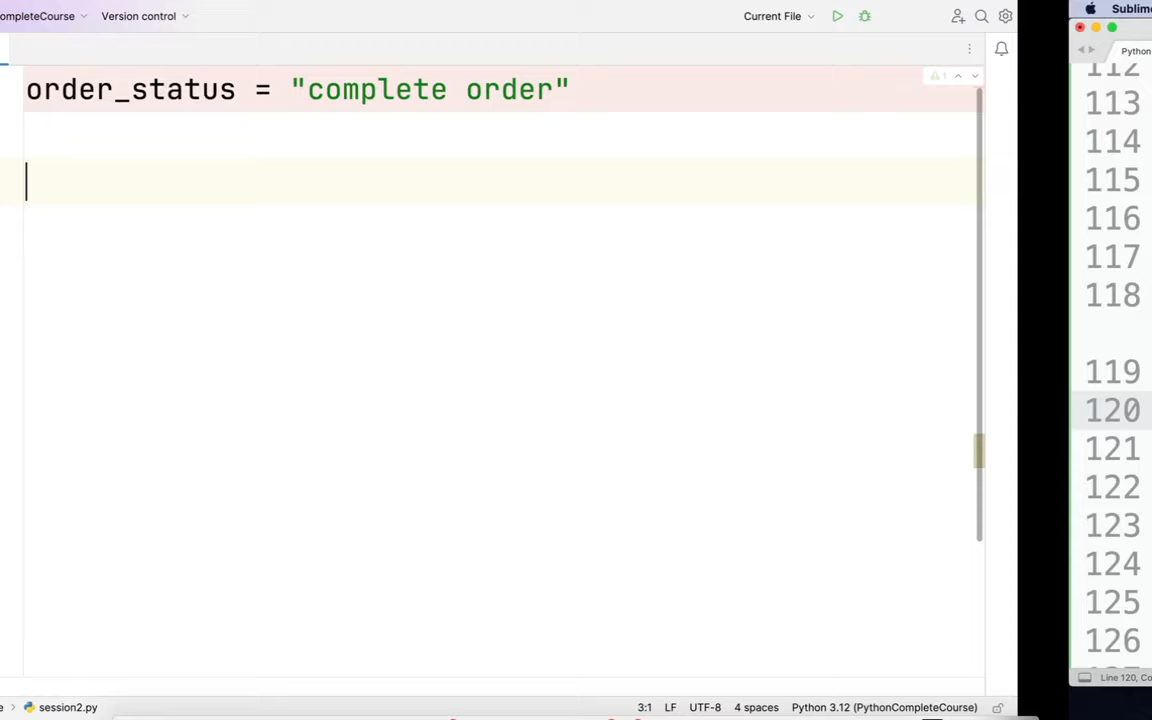 ompleteCourse
Version control
Current File
Sublim
Python
order_status = "complete order"
1
112
113
114
115
116
117
118
119
120
121
122
123
124
125
126
session2.py
3:1
LF
UTF-8
4 spaces
Python 3.12 (PythonCompleteCourse)
Line 120, Co